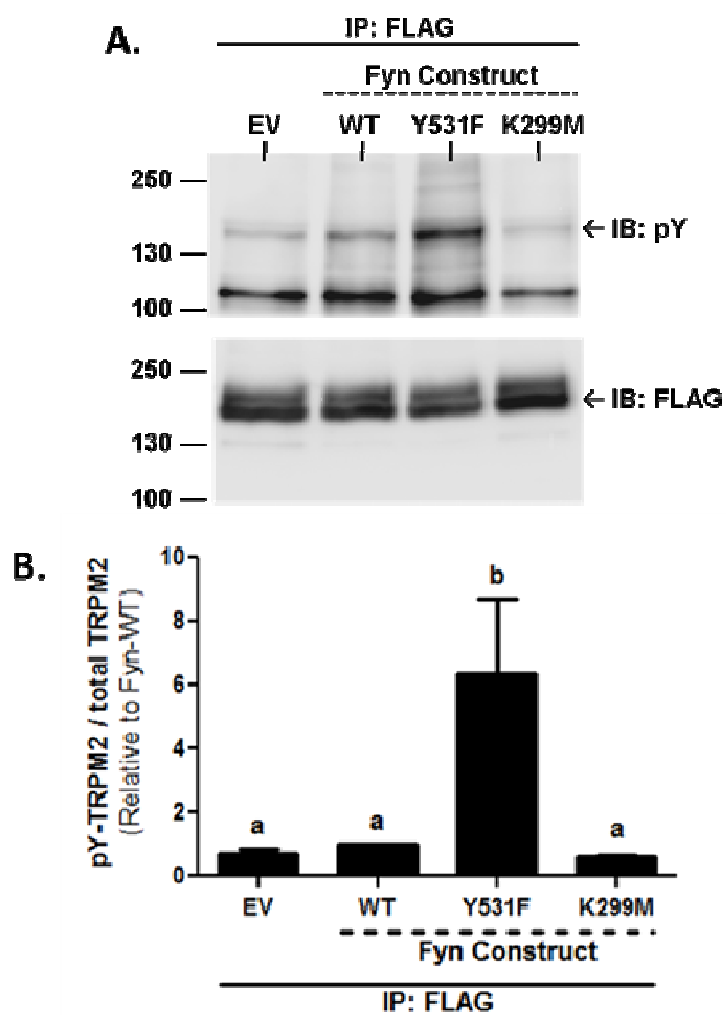 A.
IP: FLAG
Fyn Construct
EV WT Y531F K299M
250
130
100
←IB: pY
250
130
100
←IB: FLAG
B.
pY-TRPM2 / total TRPM2
(Relative to Fyn-WT)
10
8
6
4
2
0
a a b a
EV WT Y531F K299M
Fyn Construct
IP: FLAG